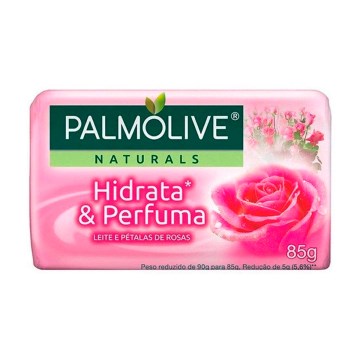 PALMOLIVE®
NATURALS
Hidrata*
& Perfuma
LEITE E PÉTALAS DE ROSAS
85g
Peso reduzido de 90g para 85g. Redução de 5g (5,6%)**